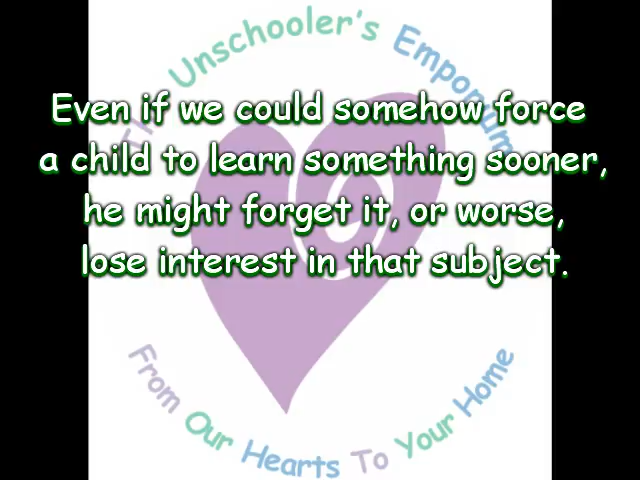 The Unschooler's Emporium
Even if we could somehow force
a child to learn something sooner,
he might forget it, or worse,
lose interest in that subject.
From Our Hearts To Your Home